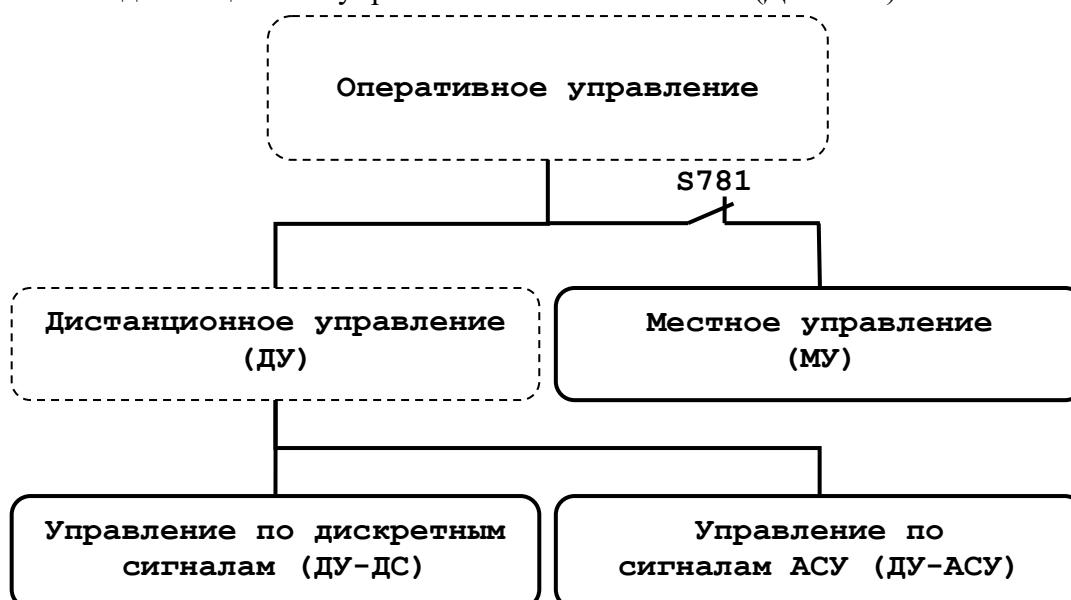 Оперативное управление
S781
Дистанционное управление
(ДУ)
Местное управление
(МУ)
Управление по дискретным
сигналам (ДУ-ДС)
Управление по
сигналам АСУ (ДУ-АСУ)